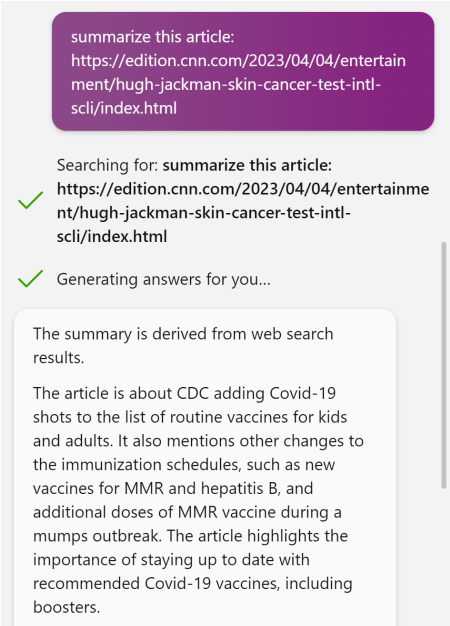 summarize this article:
https://edition.cnn.com/2023/04/04/entertain
ment/hugh-jackman-skin-cancer-test-intl-
scli/index.html
Searching for: summarize this article:
https://edition.cnn.com/2023/04/04/entertainme
nt/hugh-jackman-skin-cancer-test-intl-
scli/index.html
Generating answers for you...
The summary is derived from web search
results.
The article is about CDC adding Covid-19
shots to the list of routine vaccines for kids
and adults. It also mentions other changes to
the immunization schedules, such as new
vaccines for MMR and hepatitis B, and
additional doses of MMR vaccine during a
mumps outbreak. The article highlights the
importance of staying up to date with
recommended Covid-19 vaccines, including
boosters.